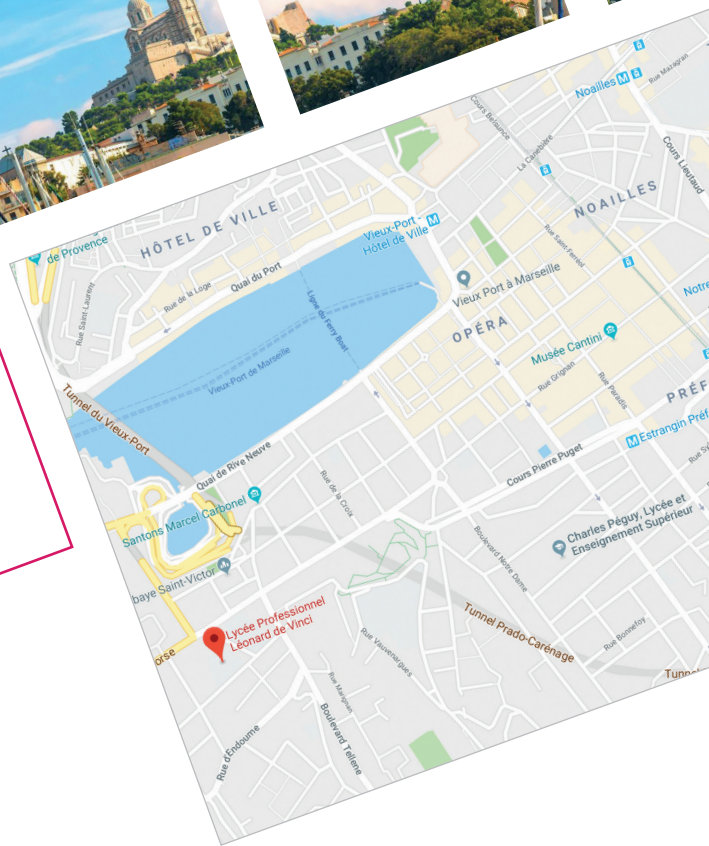 Noailles
Rue Mazagran
Cours Belsunce
La Canebière
Cours Lieutaud
de Provence
HÔTEL DE VILLE
Vieux-Port -
Hôtel de Ville
NOAILLES
Rue Saint-Laurent
Rue de la Loge
Quai du Port
Ligne du Ferry Boat
Rue Saint-Ferréol
Vieux Port à Marseille
Notre
OPÉRA
Musée Cantini
Vieux-Port de Marseille
Rue Grignan
Rue Paradis
PRÉF
Tunnel du Vieux-Port
Estrangin Préf
Quai de Rive Neuve
Rue de la Croix
Cours Pierre Puget
Santons Marcel Carbonel
Charles Péguy, Lycée et
Enseignement Supérieur
Boulevard Notre Dame
baye Saint-Victor
Lycée Professionnel
Léonard de Vinci
Tunnel Prado-Carénage
Rue Bonnefoy
orse
Rue Vauvenargues
Rue Marignan
Boulevard Tellene
Rue d'Endoume